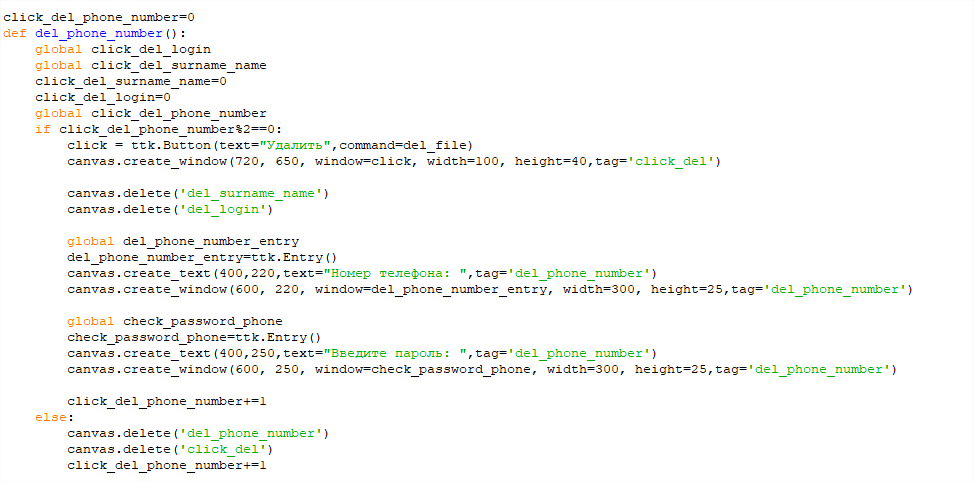 click_del_phone_number=0
def del_phone_number():
    global click_del_login
    global click_del_surname_name
    click_del_surname_name=0
    click_del_login=0
    global click_del_phone_number
    if click_del_phone_number%2==0:
        click = ttk.Button(text="Удалить",command=del_file)
        canvas.create_window(720, 650, window=click, width=100, height=40,tag='click_del')

        canvas.delete('del_surname_name')
        canvas.delete('del_login')

        global del_phone_number_entry
        del_phone_number_entry=ttk.Entry()
        canvas.create_text(400,220,text="Номер телефона: ",tag='del_phone_number')
        canvas.create_window(600, 220, window=del_phone_number_entry, width=300, height=25,tag='del_phone_number')

        global check_password_phone
        check_password_phone=ttk.Entry()
        canvas.create_text(400,250,text="Введите пароль: ",tag='del_phone_number')
        canvas.create_window(600, 250, window=check_password_phone, width=300, height=25,tag='del_phone_number')

        click_del_phone_number+=1
    else:
        canvas.delete('del_phone_number')
        canvas.delete('click_del')
        click_del_phone_number+=1